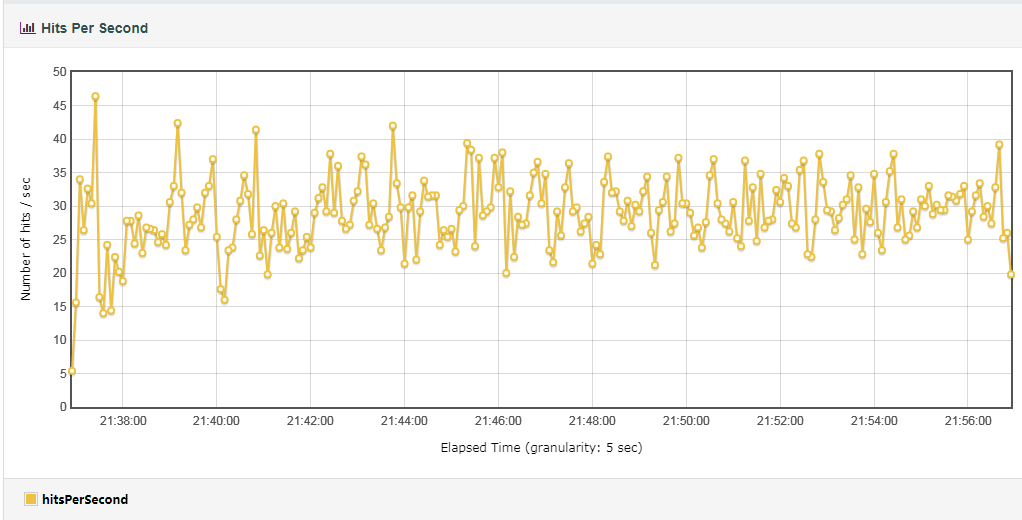 Hits Per Second
50
45
40
35
30
25
20
15
10
5
0
Number of hits / sec
21:38:00 21:40:00 21:42:00 21:44:00 21:46:00 21:48:00 21:50:00 21:52:00 21:54:00 21:56:00
Elapsed Time (granularity: 5 sec)
hitsPerSecond